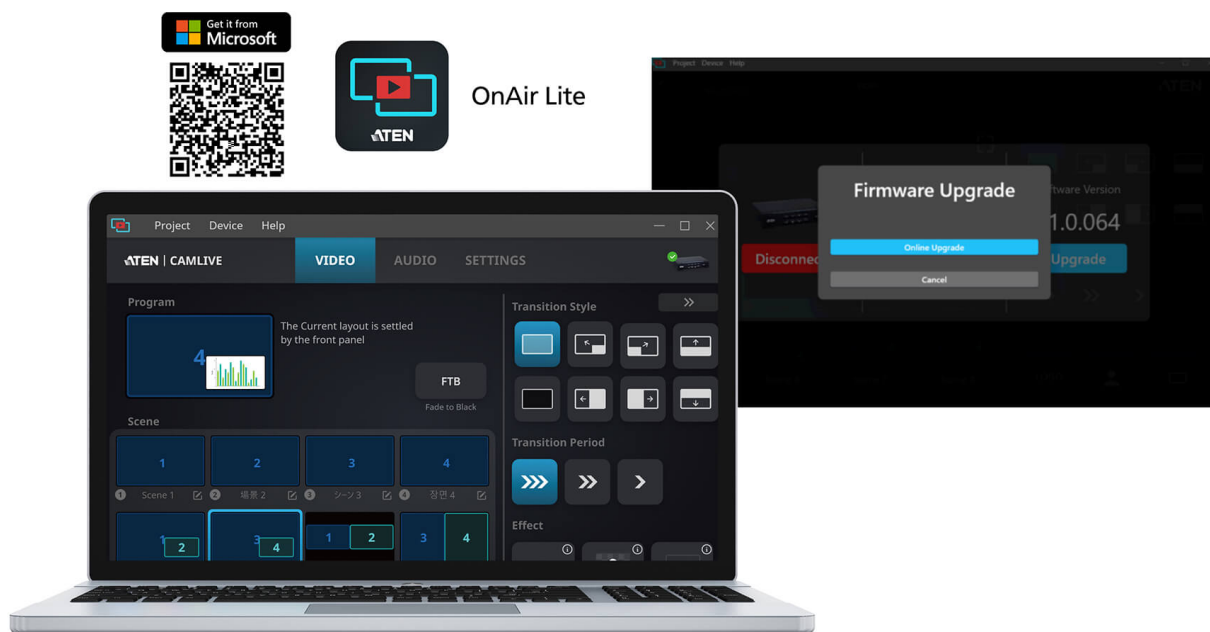 Get it from
Microsoft
ATEN
OnAir Lite
Project Device Help
ATEN | CAMLIVE
VIDEO
AUDIO
SETTINGS
Program
4
The Current layout is settled
by the front panel
FTB
Fade to Black
Scene
1
2
3
4
1 Scene 1
2 場景 2
3 シーン 3
4 장면 4
1 2
3 4
1 2
3 4
Transition Style
Transition Period
Effect
Project Device Help
ATEN
Firmware Upgrade
Online Upgrade
Cancel
Disconnec
tware Version
1.0.064
Upgrade